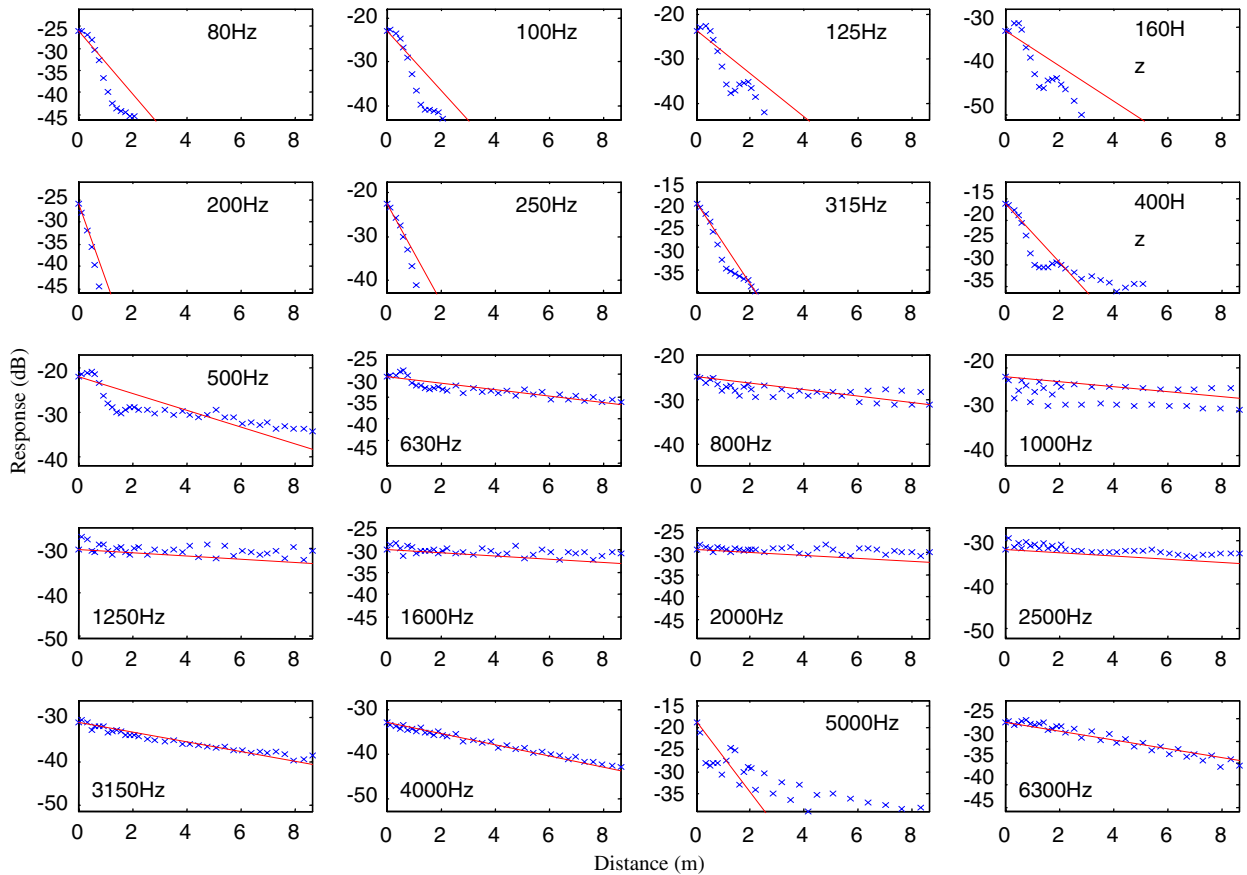 80Hz
-25
-30
-35
-40
-45
0 2 4 6 8
100Hz
-20
-30
-40
0 2 4 6 8
125Hz
-20
-30
-40
0 2 4 6 8
160H
z
-30
-40
-50
0 2 4 6 8
200Hz
-25
-30
-35
-40
-45
0 2 4 6 8
250Hz
-20
-30
-40
0 2 4 6 8
315Hz
-15
-20
-25
-30
-35
0 2 4 6 8
400H
z
-15
-20
-25
-30
-35
0 2 4 6 8
Response (dB)
500Hz
-20
-30
-40
0 2 4 6 8
630Hz
-25
-30
-35
-40
-45
0 2 4 6 8
800Hz
-20
-30
-40
0 2 4 6 8
1000Hz
-20
-30
-40
0 2 4 6 8
1250Hz
-30
-40
-50
0 2 4 6 8
1600Hz
-25
-30
-35
-40
-45
0 2 4 6 8
2000Hz
-25
-30
-35
-40
-45
0 2 4 6 8
2500Hz
-30
-40
-50
0 2 4 6 8
3150Hz
-30
-40
-50
0 2 4 6 8
4000Hz
-30
-40
-50
0 2 4 6 8
5000Hz
-15
-20
-25
-30
-35
0 2 4 6 8
6300Hz
-25
-30
-35
-40
-45
0 2 4 6 8
Distance (m)